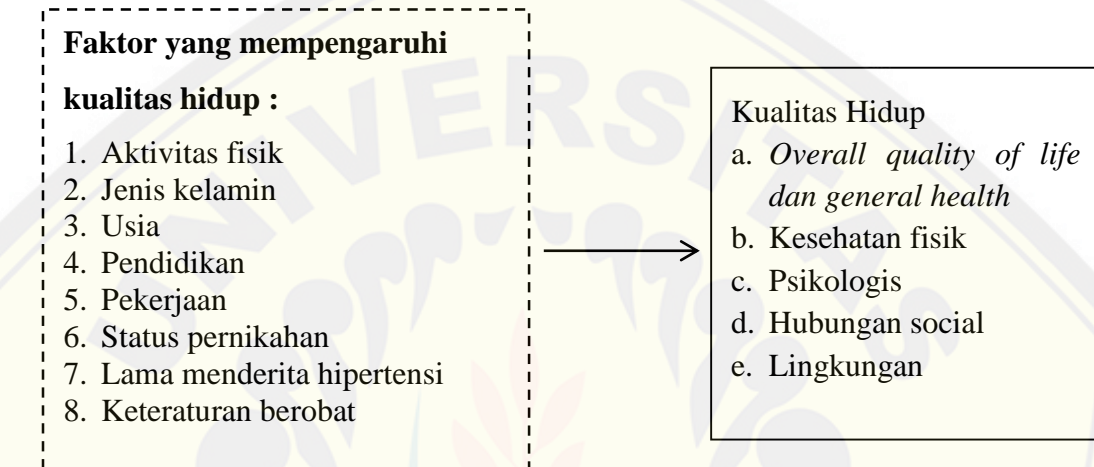 Faktor yang mempengaruhi
kualitas hidup :
1. Aktivitas fisik
2. Jenis kelamin
3. Usia
4. Pendidikan
5. Pekerjaan
6. Status pernikahan
7. Lama menderita hipertensi
8. Keteraturan berobat
Kualitas Hidup
a. Overall quality of life
dan general health
b. Kesehatan fisik
c. Psikologis
d. Hubungan social
e. Lingkungan
UNIVERSITAS